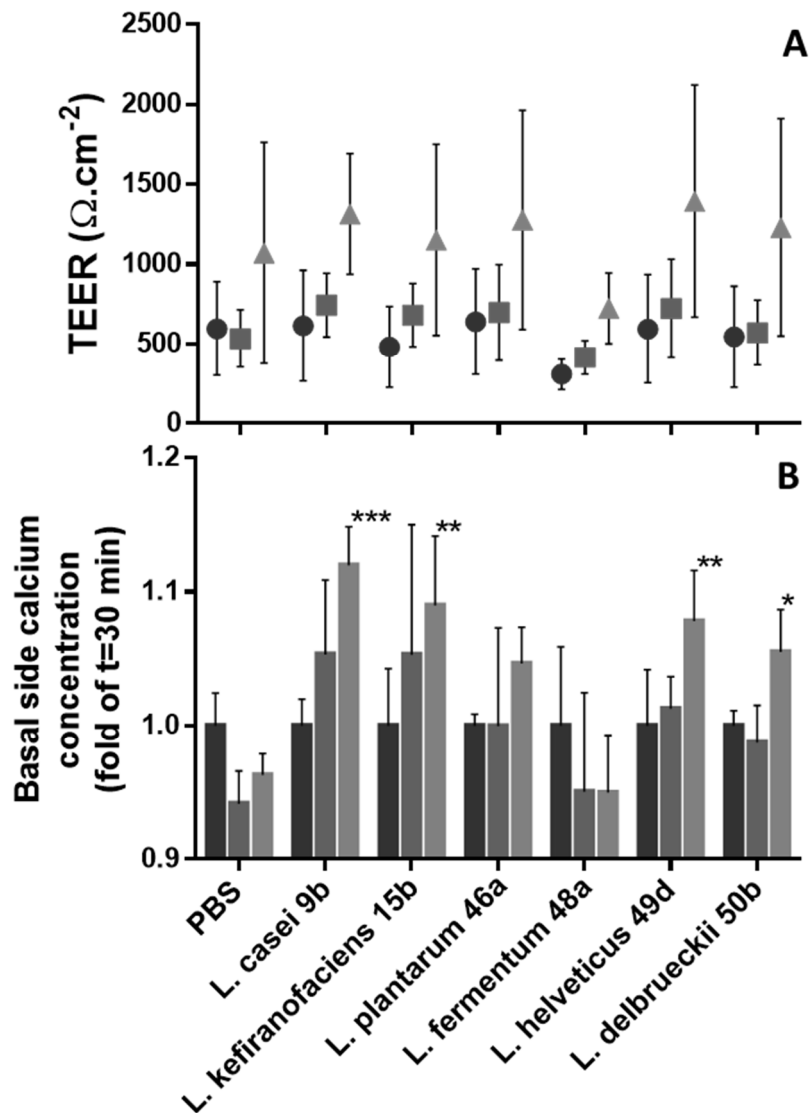 A
TEER (Ω.cm⁻²)
2500
2000
1500
1000
500
0
B
Basal side calcium
concentration
(fold of t=30 min)
1.2
1.1
1.0
0.9
***
**
**
*
PBS
L. casei 9b
L. kefiranofaciens 15b
L. plantarum 46a
L. fermentum 48a
L. helveticus 49d
L. delbrueckii 50b